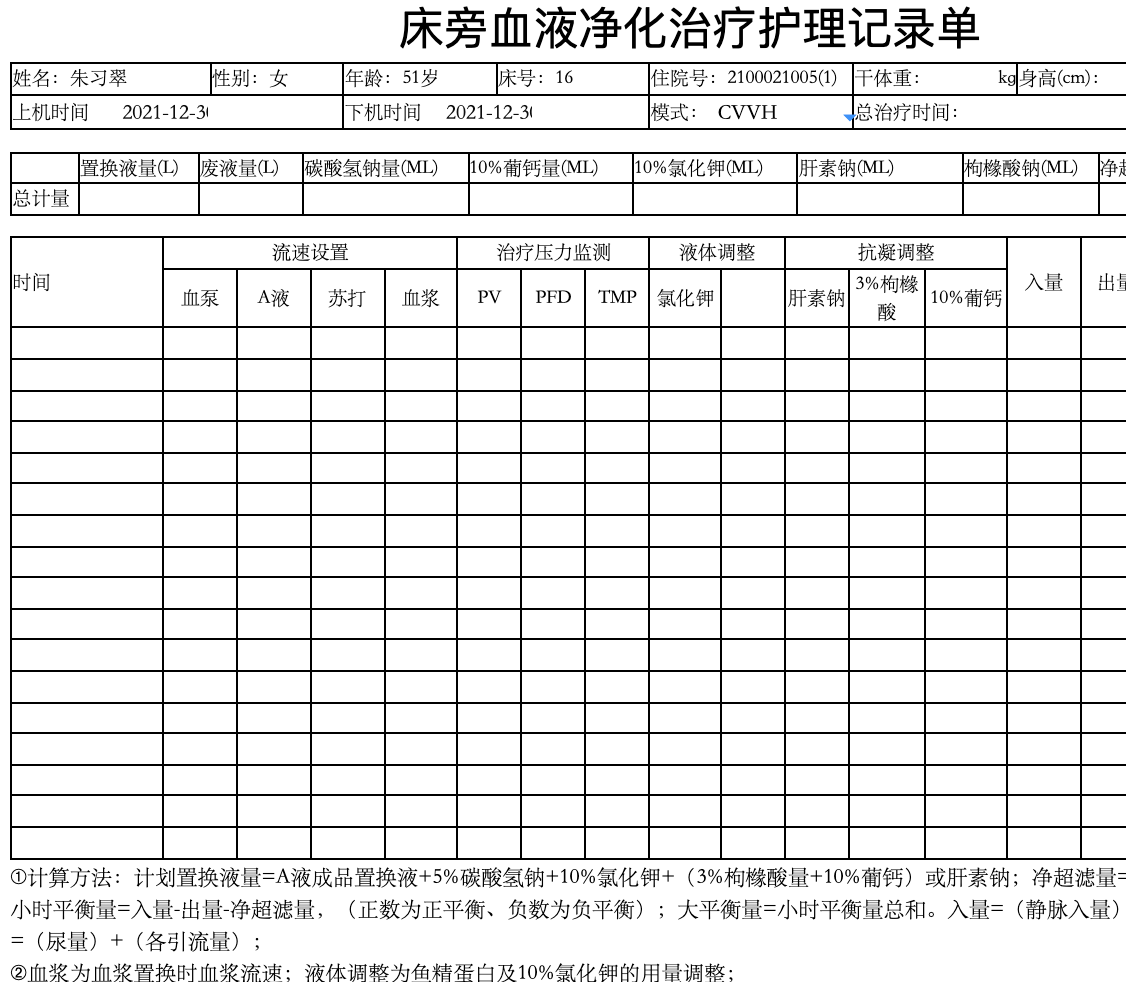 床旁血液净化治疗护理记录单
姓名：朱习翠 性别：女 年龄：51岁 床号：16 住院号：2100021005(1) 干体重： kg 身高(cm)：
上机时间 2021-12-3 下机时间 2021-12-3 模式： CVVH 总治疗时间：
置换液量(L) 废液量(L) 碳酸氢钠量(ML) 10%葡钙量(ML) 10%氯化钾(ML) 肝素钠(ML) 枸橼酸钠(ML) 净
总计量
流速设置 治疗压力监测 液体调整 抗凝调整
时间 血泵 A液 苏打 血浆 PV PFD TMP 氯化钾 肝素钠 3%枸橼酸 10%葡钙 入量 出量
①计算方法：计划置换液量=A液成品置换液+5%碳酸氢钠+10%氯化钾+（3%枸橼酸量+10%葡钙）或肝素钠；净超滤量=
小时平衡量=入量-出量-净超滤量，（正数为正平衡、负数为负平衡）；大平衡量=小时平衡量总和。入量=（静脉入量）
=（尿量）+（各引流量）；
②血浆为血浆置换时血浆流速；液体调整为鱼精蛋白及10%氯化钾的用量调整；